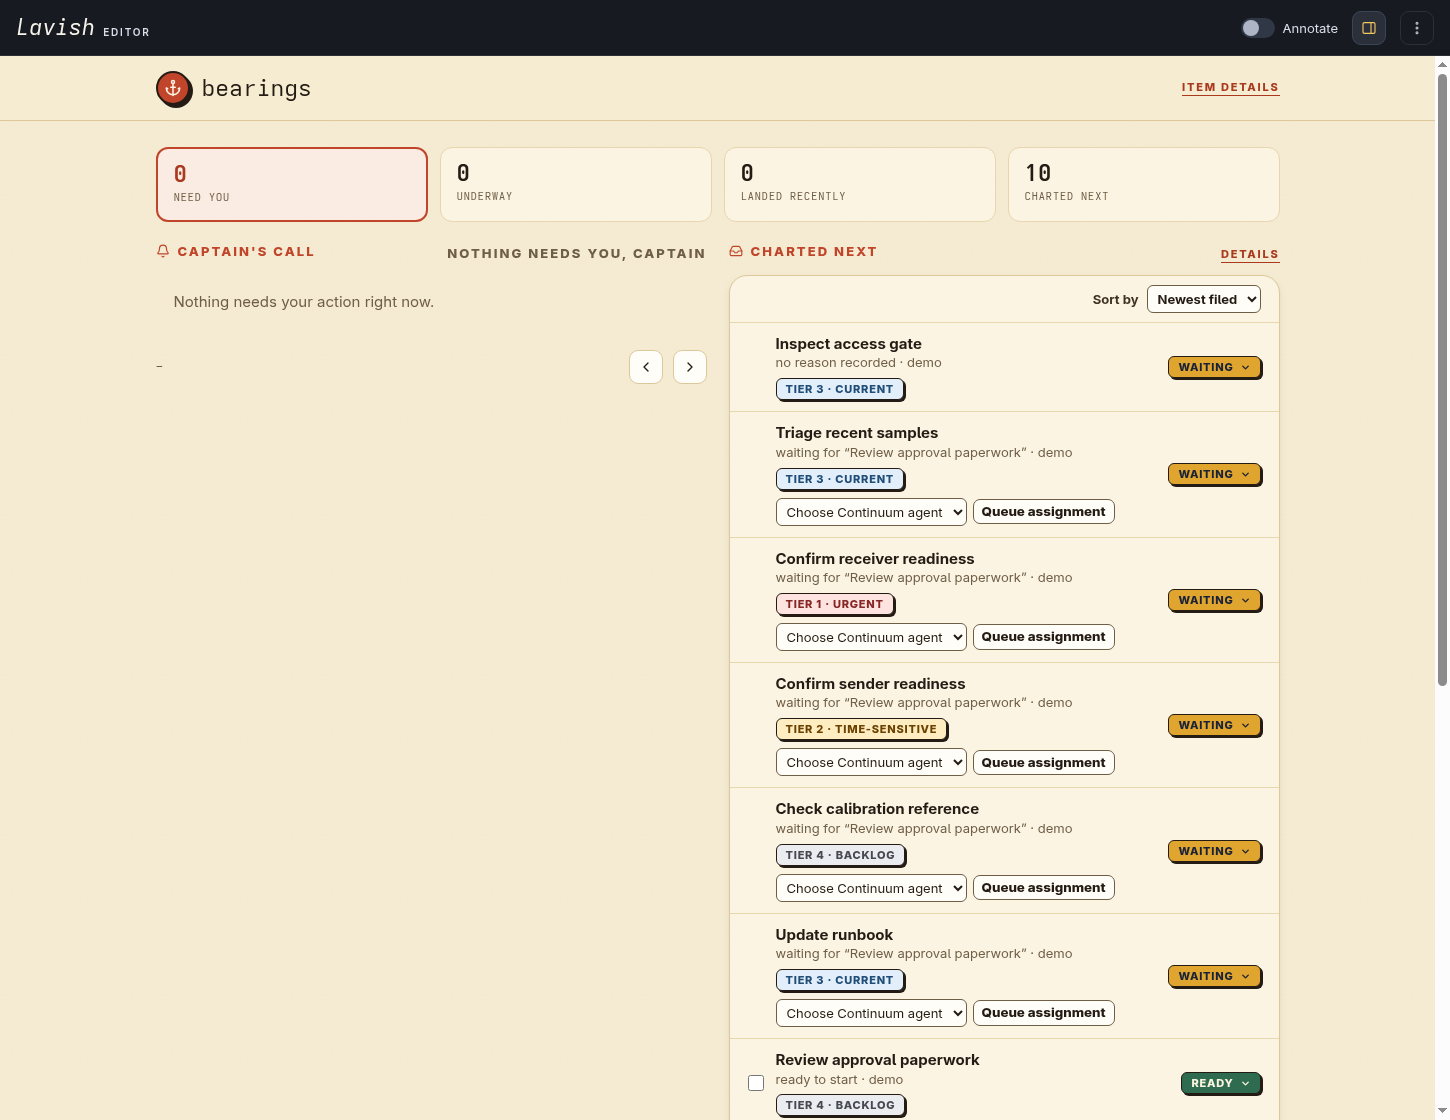 Lavish EDITOR
Annotate
bearings
ITEM DETAILS
0
NEED YOU
0
UNDERWAY
0
LANDED RECENTLY
10
CHARTED NEXT
CAPTAIN'S CALL
NOTHING NEEDS YOU, CAPTAIN
Nothing needs your action right now.
–
CHARTED NEXT
DETAILS
Sort by Newest filed
Inspect access gate
no reason recorded · demo
TIER 3 · CURRENT
WAITING
Triage recent samples
waiting for “Review approval paperwork” · demo
TIER 3 · CURRENT
Choose Continuum agent Queue assignment
WAITING
Confirm receiver readiness
waiting for “Review approval paperwork” · demo
TIER 1 · URGENT
Choose Continuum agent Queue assignment
WAITING
Confirm sender readiness
waiting for “Review approval paperwork” · demo
TIER 2 · TIME-SENSITIVE
Choose Continuum agent Queue assignment
WAITING
Check calibration reference
waiting for “Review approval paperwork” · demo
TIER 4 · BACKLOG
Choose Continuum agent Queue assignment
WAITING
Update runbook
waiting for “Review approval paperwork” · demo
TIER 3 · CURRENT
Choose Continuum agent Queue assignment
WAITING
Review approval paperwork
ready to start · demo
TIER 4 · BACKLOG
READY